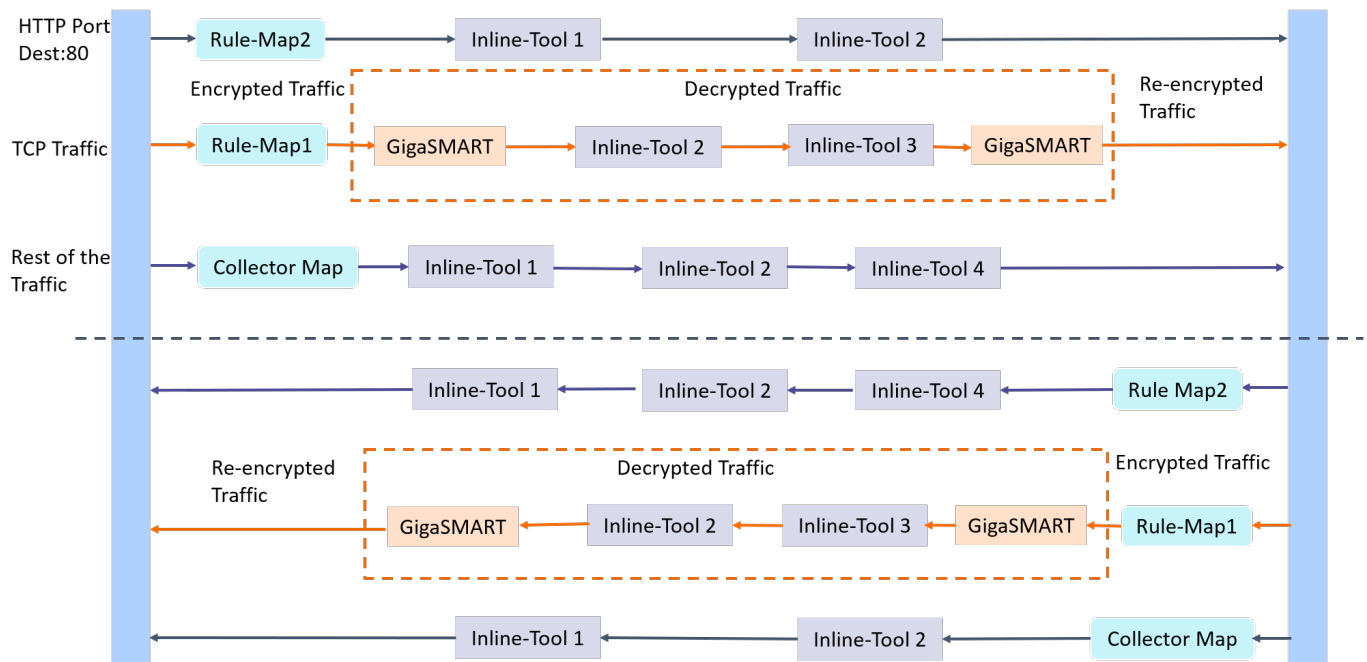 HTTP Port
Dest:80
Rule-Map2
Inline-Tool 1
Inline-Tool 2
Encrypted Traffic
Decrypted Traffic
Re-encrypted
Traffic
TCP Traffic
Rule-Map1
GigaSMART
Inline-Tool 2
Inline-Tool 3
GigaSMART
Rest of the
Traffic
Collector Map
Inline-Tool 1
Inline-Tool 2
Inline-Tool 4
Inline-Tool 1
Inline-Tool 2
Inline-Tool 4
Rule Map2
Re-encrypted
Traffic
Decrypted Traffic
Encrypted Traffic
GigaSMART
Inline-Tool 2
Inline-Tool 3
GigaSMART
Rule-Map1
Inline-Tool 1
Inline-Tool 2
Collector Map